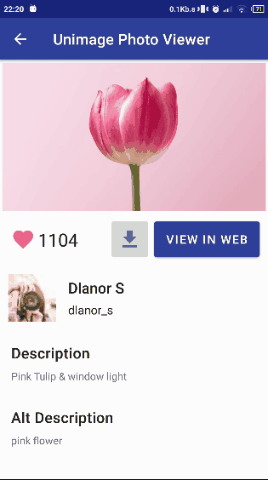 22:20 0.1Kb.s 71
Unimage Photo Viewer
1104 VIEW IN WEB
Dlanor S
dlanor_s
Description
Pink Tulip & window light
Alt Description
pink flower